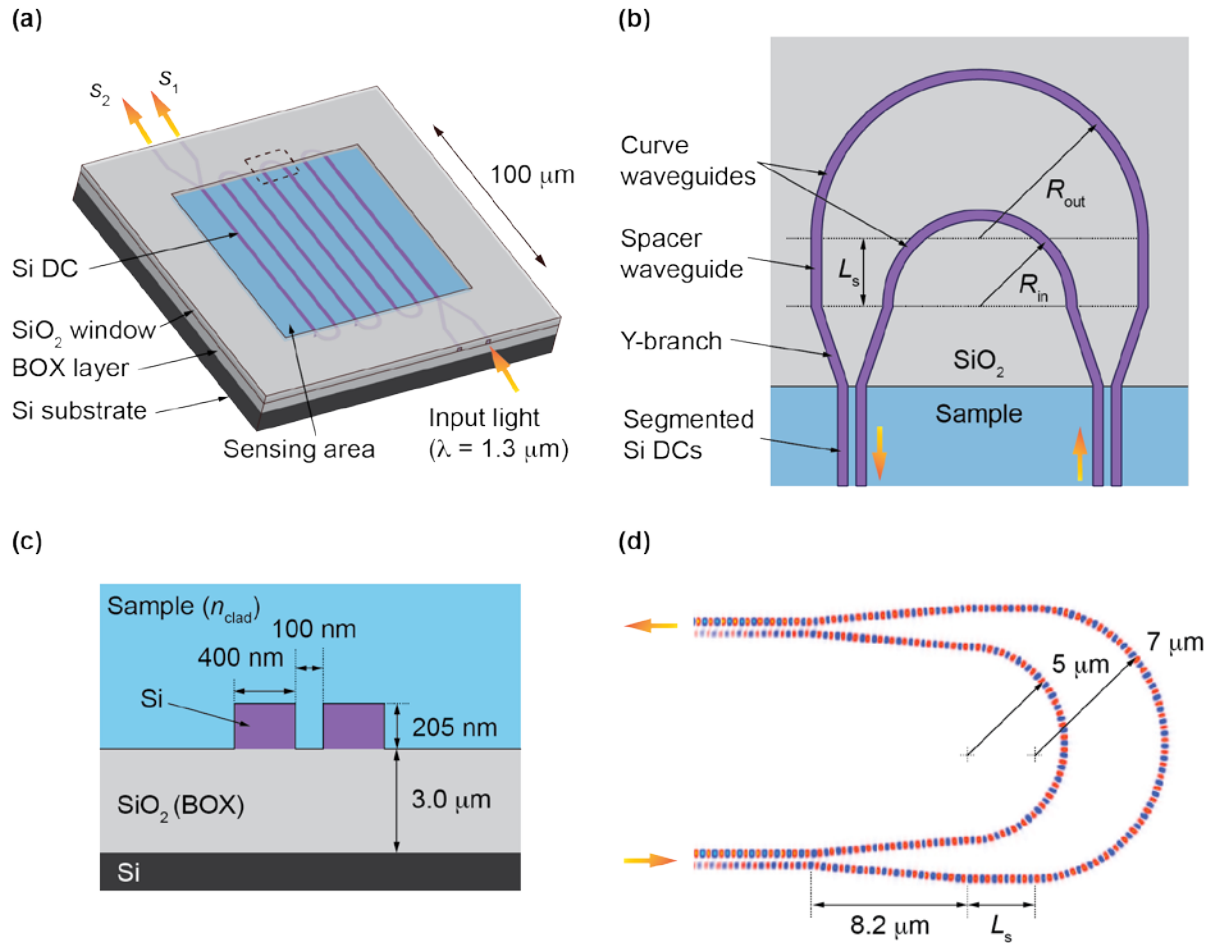 (a)
s2
s1
100 μm
Si DC
SiO2 window
BOX layer
Si substrate
Sensing area
Input light
(λ = 1.3 μm)
(b)
Curve
waveguides
Rout
Spacer
waveguide
Ls
Rin
Y-branch
SiO2
Segmented
Si DCs
Sample
(c)
Sample (nclad)
100 nm
400 nm
Si
205 nm
SiO2 (BOX)
3.0 μm
Si
(d)
5 μm
7 μm
8.2 μm
Ls